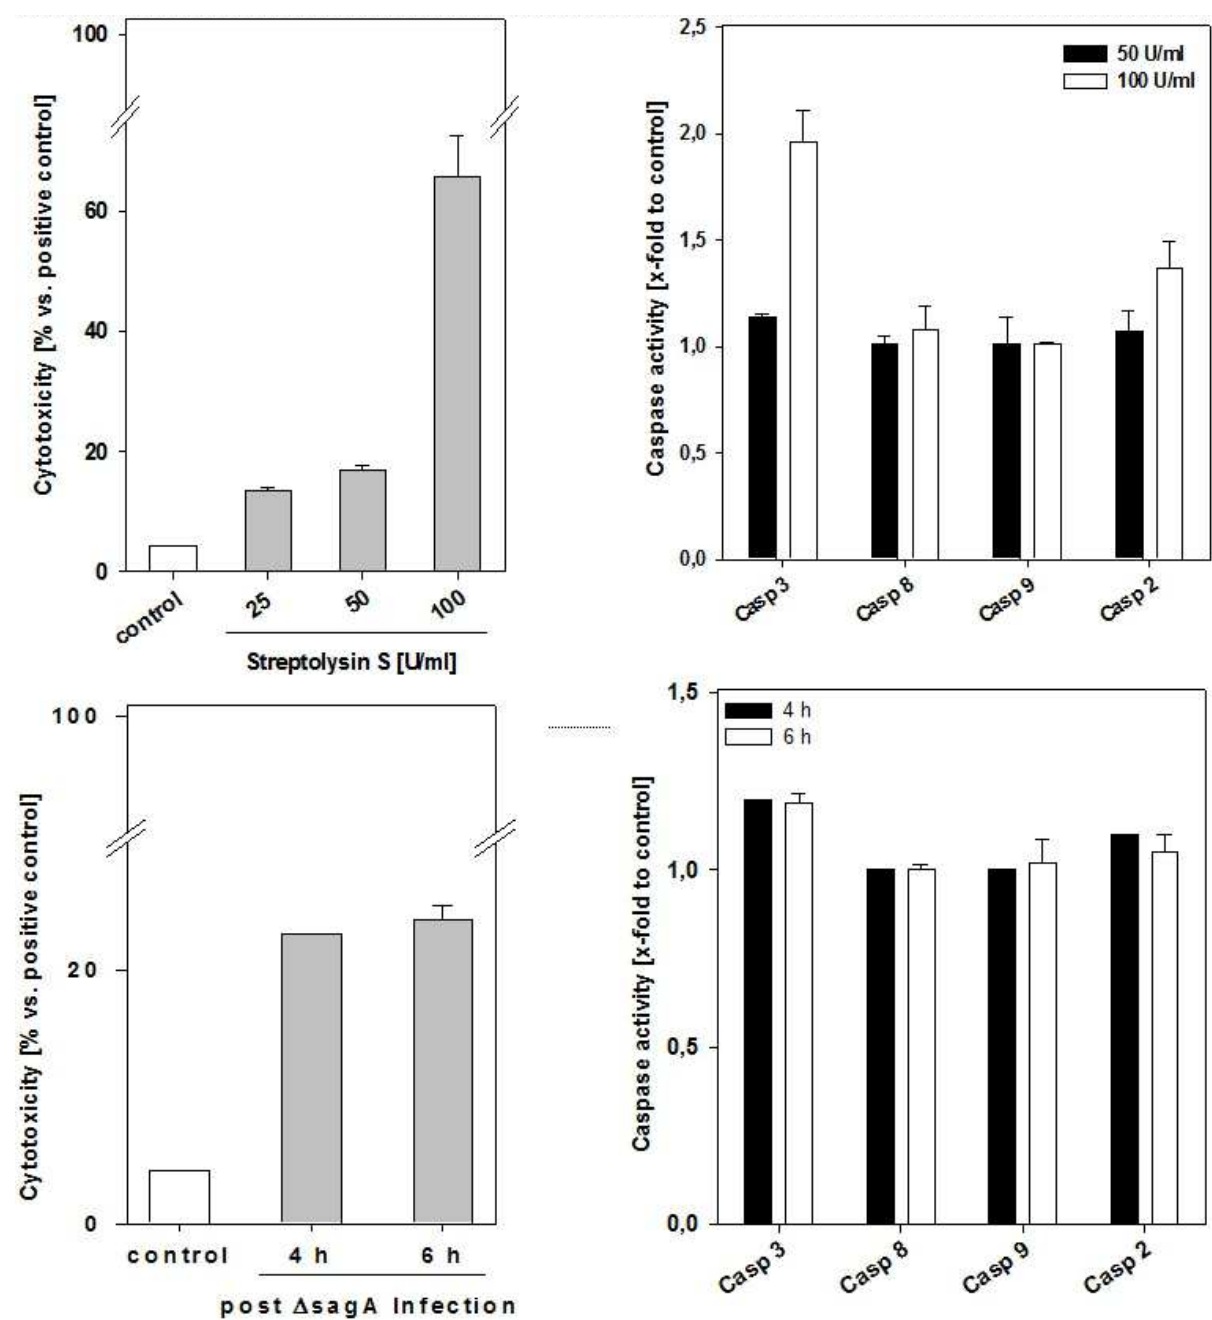 Cytotoxicity [% vs. positive control]
100
60
40
20
0
control
25
50
100
Streptolysin S [U/ml]
Caspase activity [x-fold to control]
2,5
2,0
1,5
1,0
0,5
0,0
50 U/ml
100 U/ml
Casp 3
Casp 8
Casp 9
Casp 2
Cytotoxicity [% vs. positive control]
100
20
0
control
4 h
6 h
post ΔsagA Infection
Caspase activity [x-fold to control]
1,5
1,0
0,5
0,0
4 h
6 h
Casp 3
Casp 8
Casp 9
Casp 2